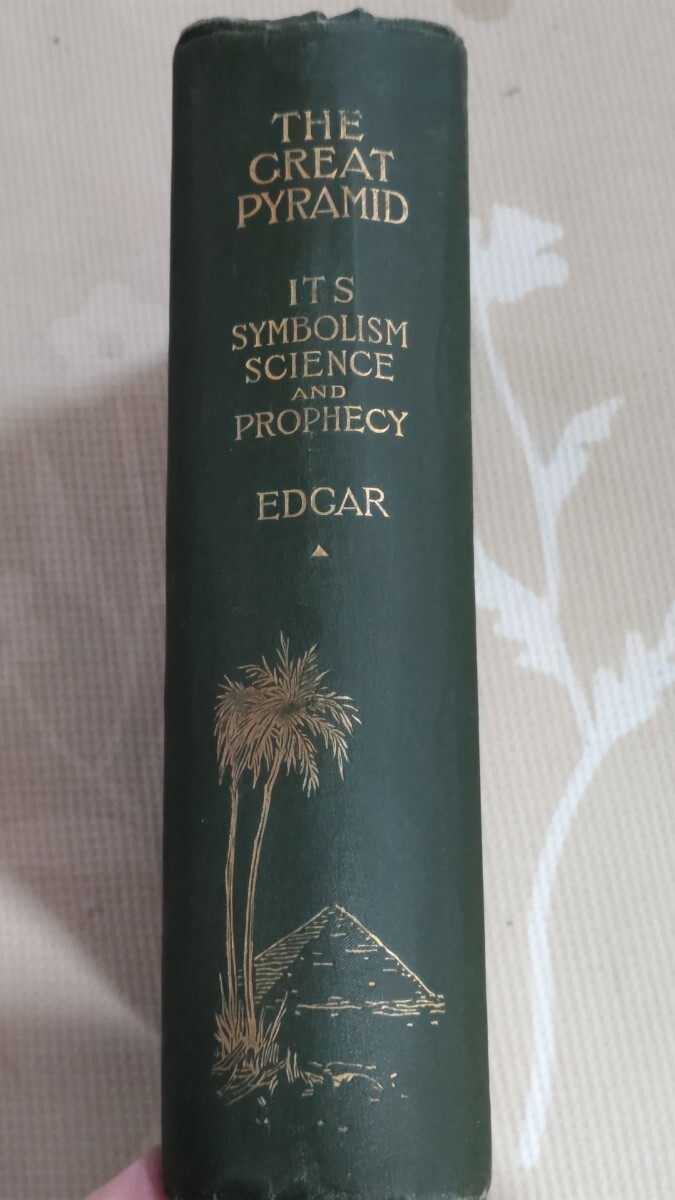 THE
GREAT
PYRAMID
ITS
SYMBOLISM
SCIENCE
AND
PROPHECY
EDGAR